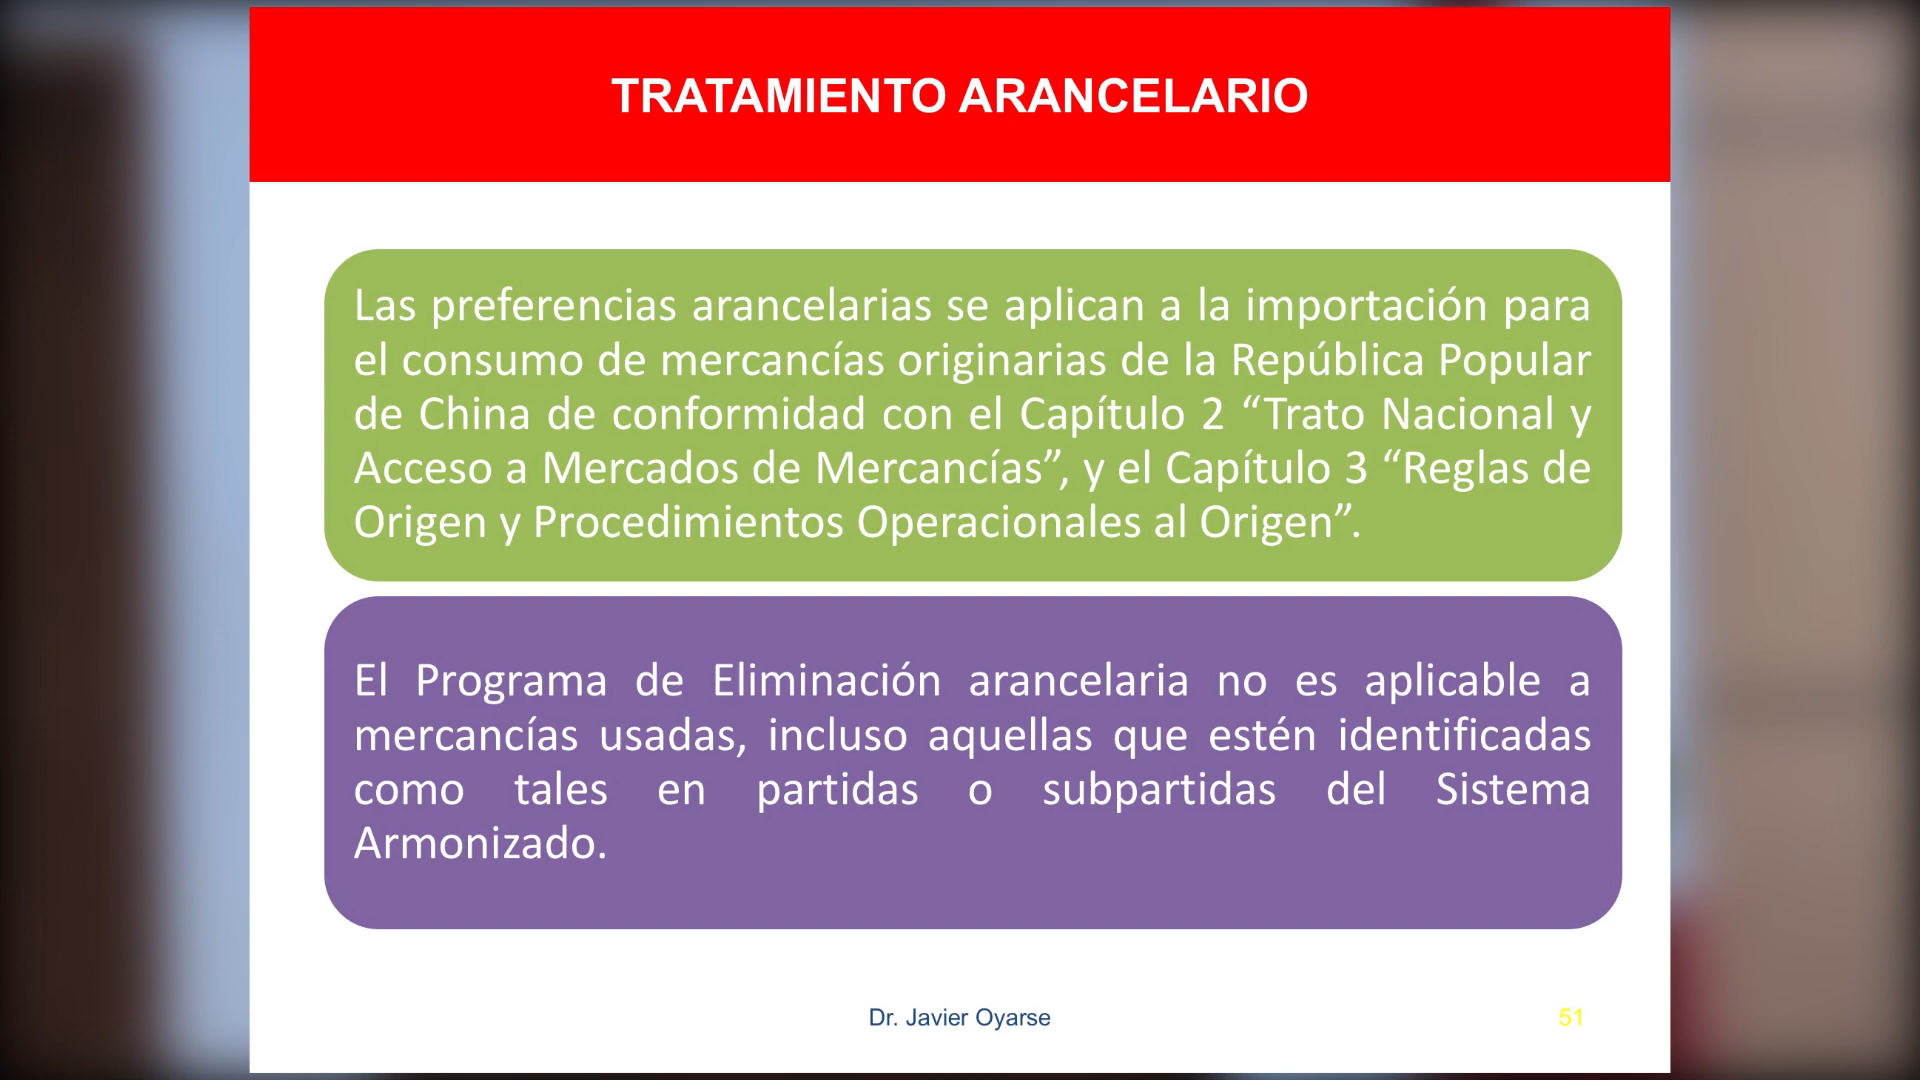 TRATAMIENTO ARANCELARIO
Las preferencias arancelarias se aplican a la importación para
el consumo de mercancías originarias de la República Popular
de China de conformidad con el Capítulo 2 “Trato Nacional y
Acceso a Mercados de Mercancías”, y el Capítulo 3 “Reglas de
Origen y Procedimientos Operacionales al Origen”.
El Programa de Eliminación arancelaria no es aplicable a
mercancías usadas, incluso aquellas que estén identificadas
como tales en partidas o subpartidas del Sistema
Armonizado.
Dr. Javier Oyarse
51